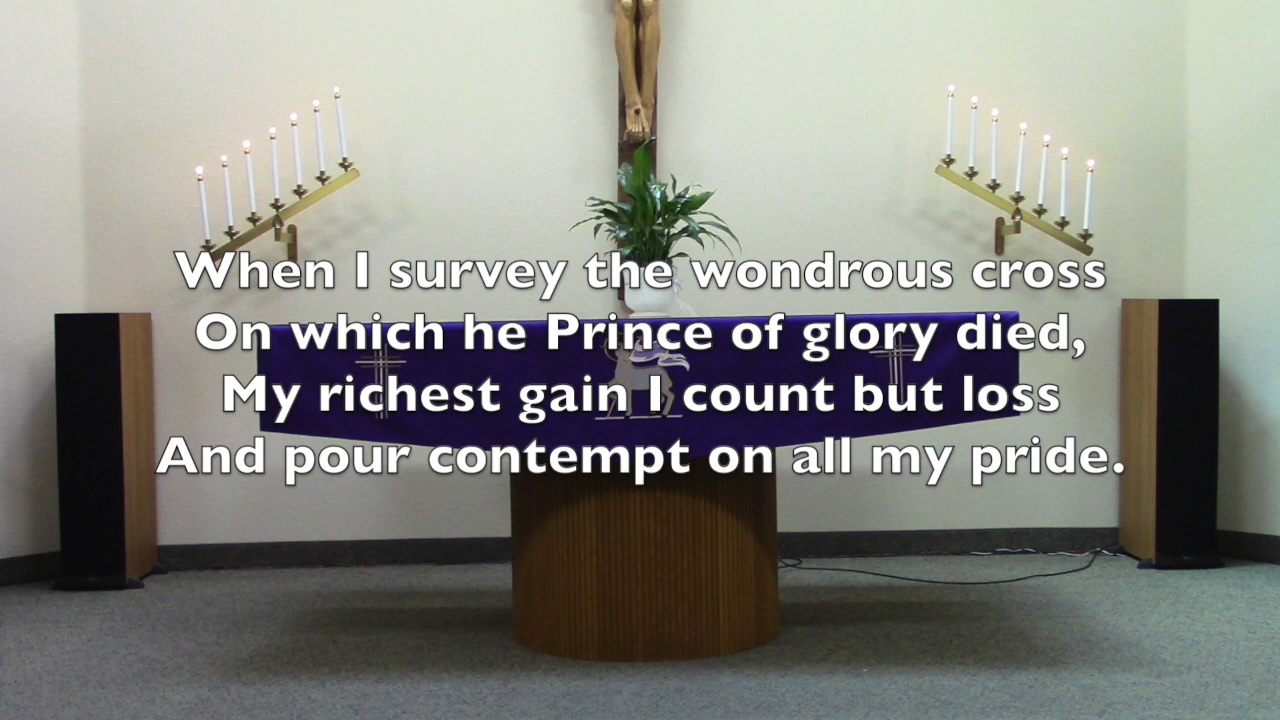 When I survey the wondrous cross
On which he Prince of glory died,
My richest gain I count but loss
And pour contempt on all my pride.